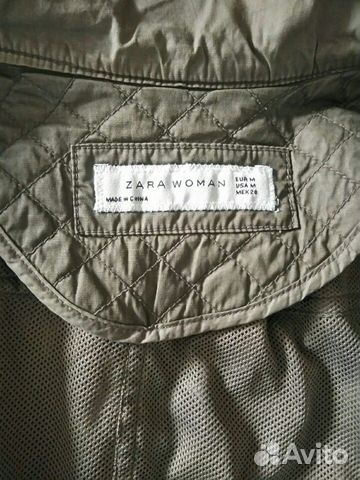 ZARA WOMAN
MADE IN CHINA
EUR M
USA M
MEX 28
Avito